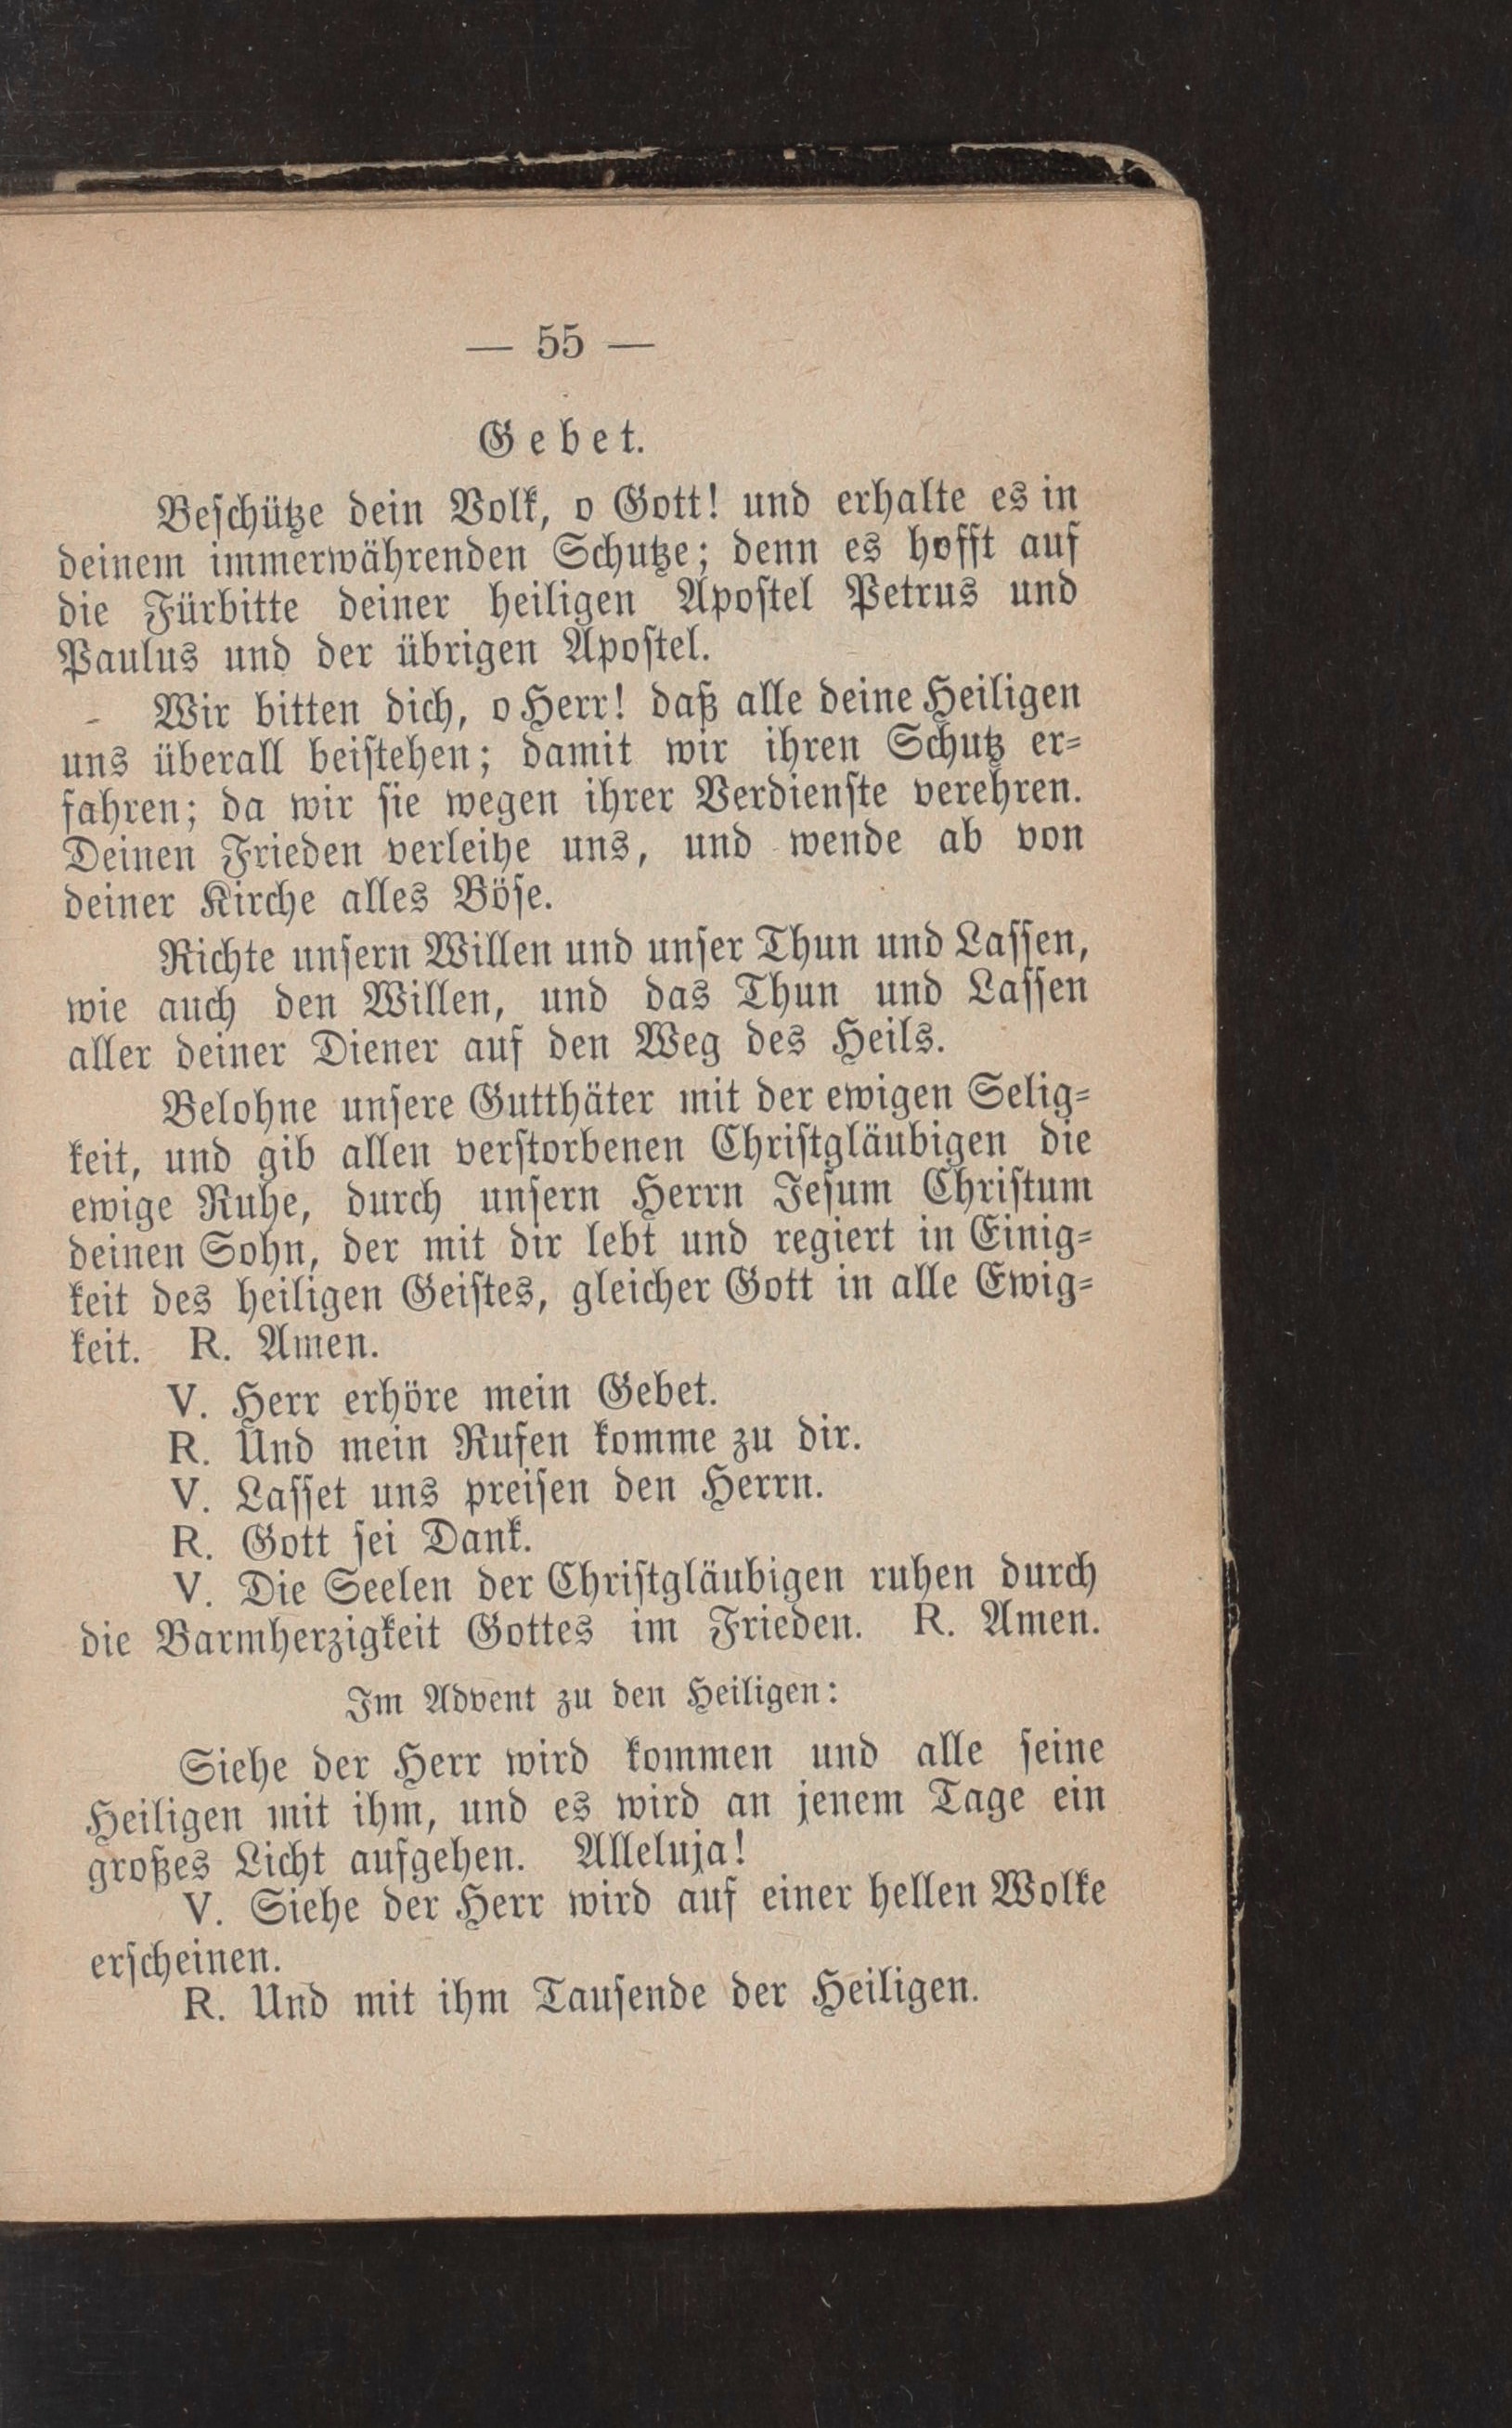 — 55 —
Gebet.
Beschütze dein Volk, o Gott! und erhalte es in
deinem immerwährenden Schutze; denn es hofft auf
die Fürbitte deiner heiligen Apostel Petrus und
Paulus und der übrigen Apostel.
Wir bitten dich, o Herr! daß alle deine Heiligen
uns überall beistehen; damit wir ihren Schutz er-
fahren; da wir sie wegen ihrer Verdienste verehren.
Deinen Frieden verleihe uns, und wende ab von
deiner Kirche alles Böse.
Richte unsern Willen und unser Thun und Lassen,
wie auch den Willen, und das Thun und Lassen
aller deiner Diener auf den Weg des Heils.
Belohne unsere Gutthäter mit der ewigen Selig-
keit, und gib allen verstorbenen Christgläubigen die
ewige Ruhe, durch unsern Herrn Jesum Christum
deinen Sohn, der mit dir lebt und regiert in Einig-
keit des heiligen Geistes, gleicher Gott in alle Ewig-
keit. R. Amen.
V. Herr erhöre mein Gebet.
R. Und mein Rufen komme zu dir.
V. Lasset uns preisen den Herrn.
R. Gott sei Dank.
V. Die Seelen der Christgläubigen ruhen durch
die Barmherzigkeit Gottes im Frieden. R. Amen.
Im Advent zu den Heiligen:
Siehe der Herr wird kommen und alle seine
Heiligen mit ihm, und es wird an jenem Tage ein
großes Licht aufgehen. Alleluja!
V. Siehe der Herr wird auf einer hellen Wolke
erscheinen.
R. Und mit ihm Tausende der Heiligen.